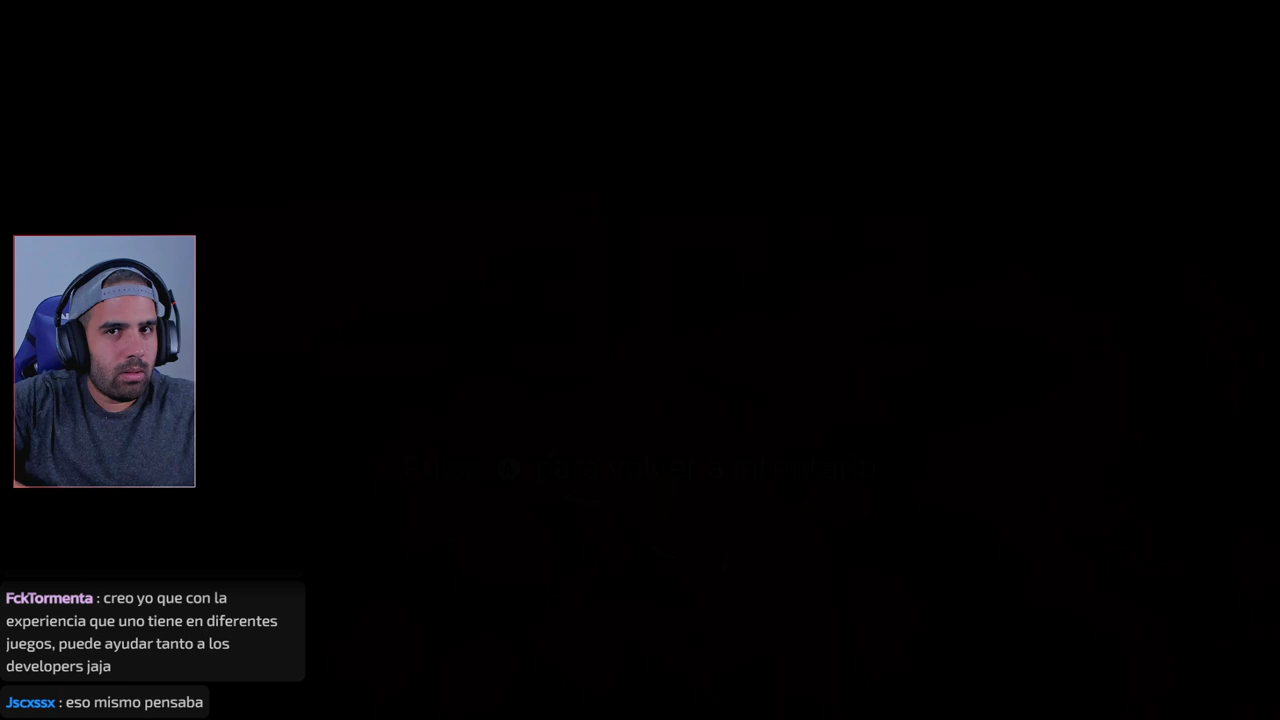 FckTormenta : creo yo que con la
experiencia que uno tiene en diferentes
juegos, puede ayudar tanto a los
developers jaja
Jscxssx : eso mismo pensaba